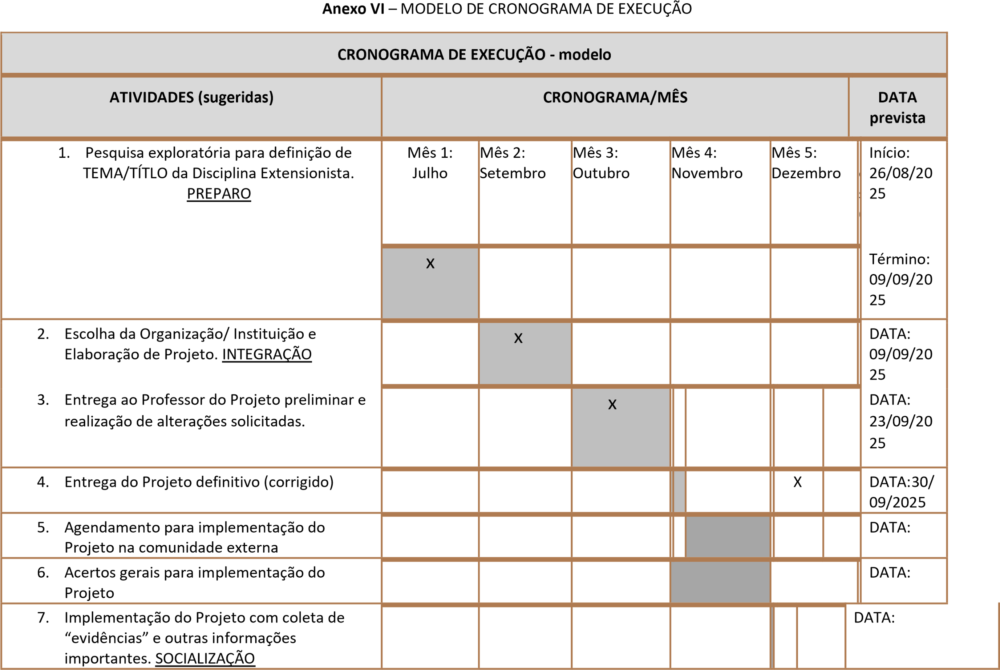 Anexo VI – MODELO DE CRONOGRAMA DE EXECUÇÃO
CRONOGRAMA DE EXECUÇÃO - modelo
ATIVIDADES (sugeridas)
CRONOGRAMA/MÊS
DATA
prevista
1. Pesquisa exploratória para definição de
TEMA/TÍTLO da Disciplina Extensionista.
PREPARO
Mês 1:
Julho
Mês 2:
Setembro
Mês 3:
Outubro
Mês 4:
Novembro
Mês 5:
Dezembro
Início:
26/08/20
25
x
Término:
09/09/20
25
2. Escolha da Organização/ Instituição e
Elaboração de Projeto. INTEGRAÇÃO
x
DATA:
09/09/20
25
3. Entrega ao Professor do Projeto preliminar e
realização de alterações solicitadas.
x
DATA:
23/09/20
25
4. Entrega do Projeto definitivo (corrigido)
X
DATA:30/
09/2025
5. Agendamento para implementação do
Projeto na comunidade externa
DATA:
6. Acertos gerais para implementação do
Projeto
DATA:
7. Implementação do Projeto com coleta de
“evidências” e outras informações
importantes. SOCIALIZAÇÃO
DATA: